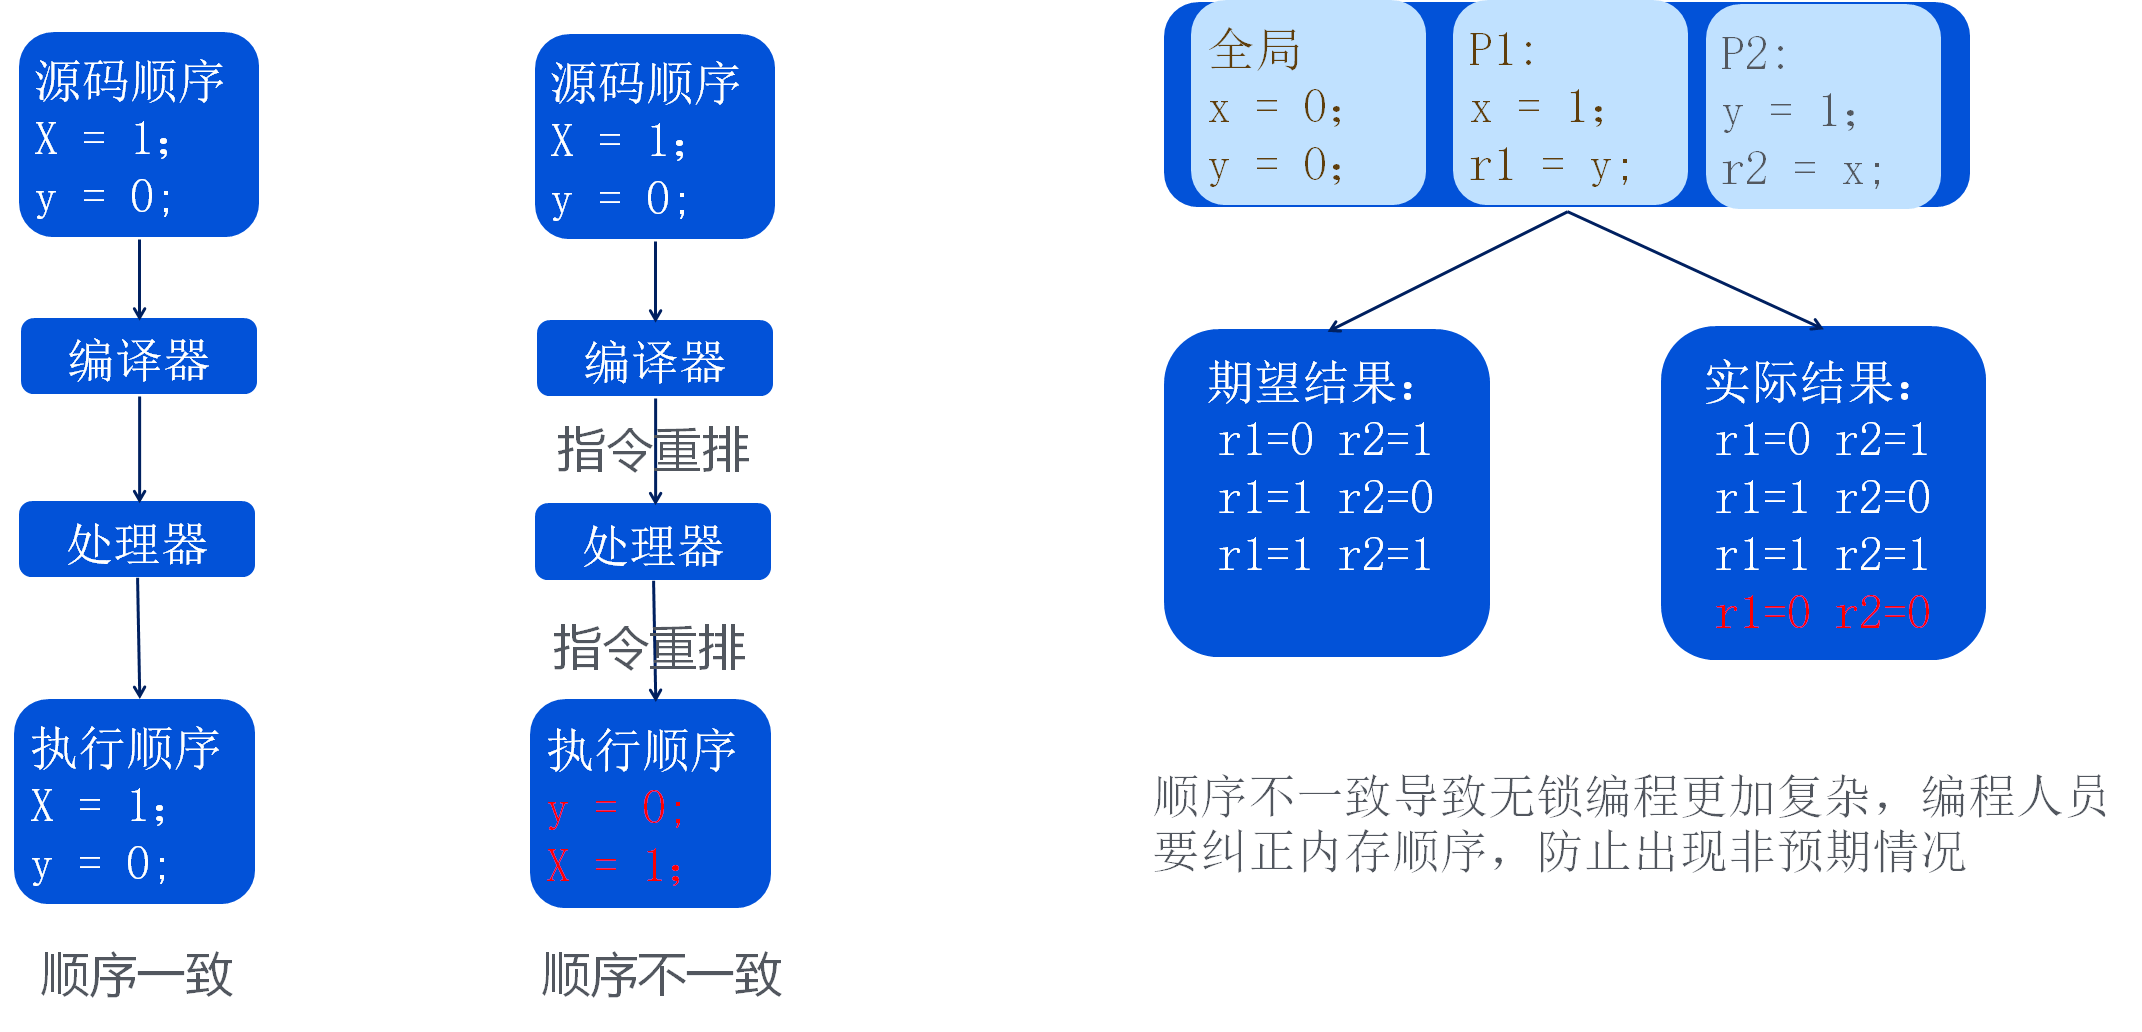 源码顺序
X = 1；
y = 0;
编译器
处理器
执行顺序
X = 1；
y = 0;
顺序一致
源码顺序
X = 1；
y = 0;
编译器
指令重排
处理器
指令重排
执行顺序
y = 0;
X = 1；
顺序不一致
全局
x = 0；
y = 0；
P1:
x = 1；
r1 = y;
P2:
y = 1；
r2 = x;
期望结果：
r1=0 r2=1
r1=1 r2=0
r1=1 r2=1
实际结果：
r1=0 r2=1
r1=1 r2=0
r1=1 r2=1
r1=0 r2=0
顺序不一致导致无锁编程更加复杂，编程人员
要纠正内存顺序，防止出现非预期情况